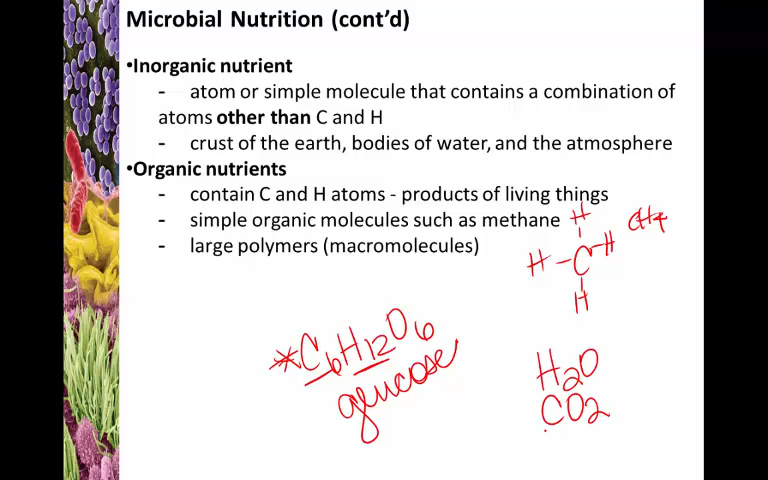 Microbial Nutrition (cont'd)
•Inorganic nutrient
- atom or simple molecule that contains a combination of
atoms other than C and H
- crust of the earth, bodies of water, and the atmosphere
•Organic nutrients
- contain C and H atoms - products of living things
- simple organic molecules such as methane
- large polymers (macromolecules)
H
CH4
H-C-H
H
*C6H12O6
glucose
H2O
CO2